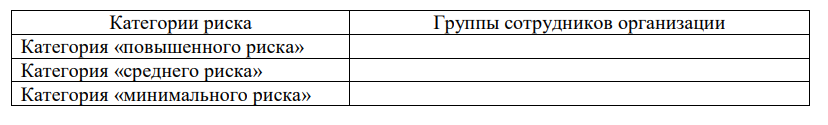 Категории риска Группы сотрудников организации
Категория «повышенного риска»
Категория «среднего риска»
Категория «минимального риска»